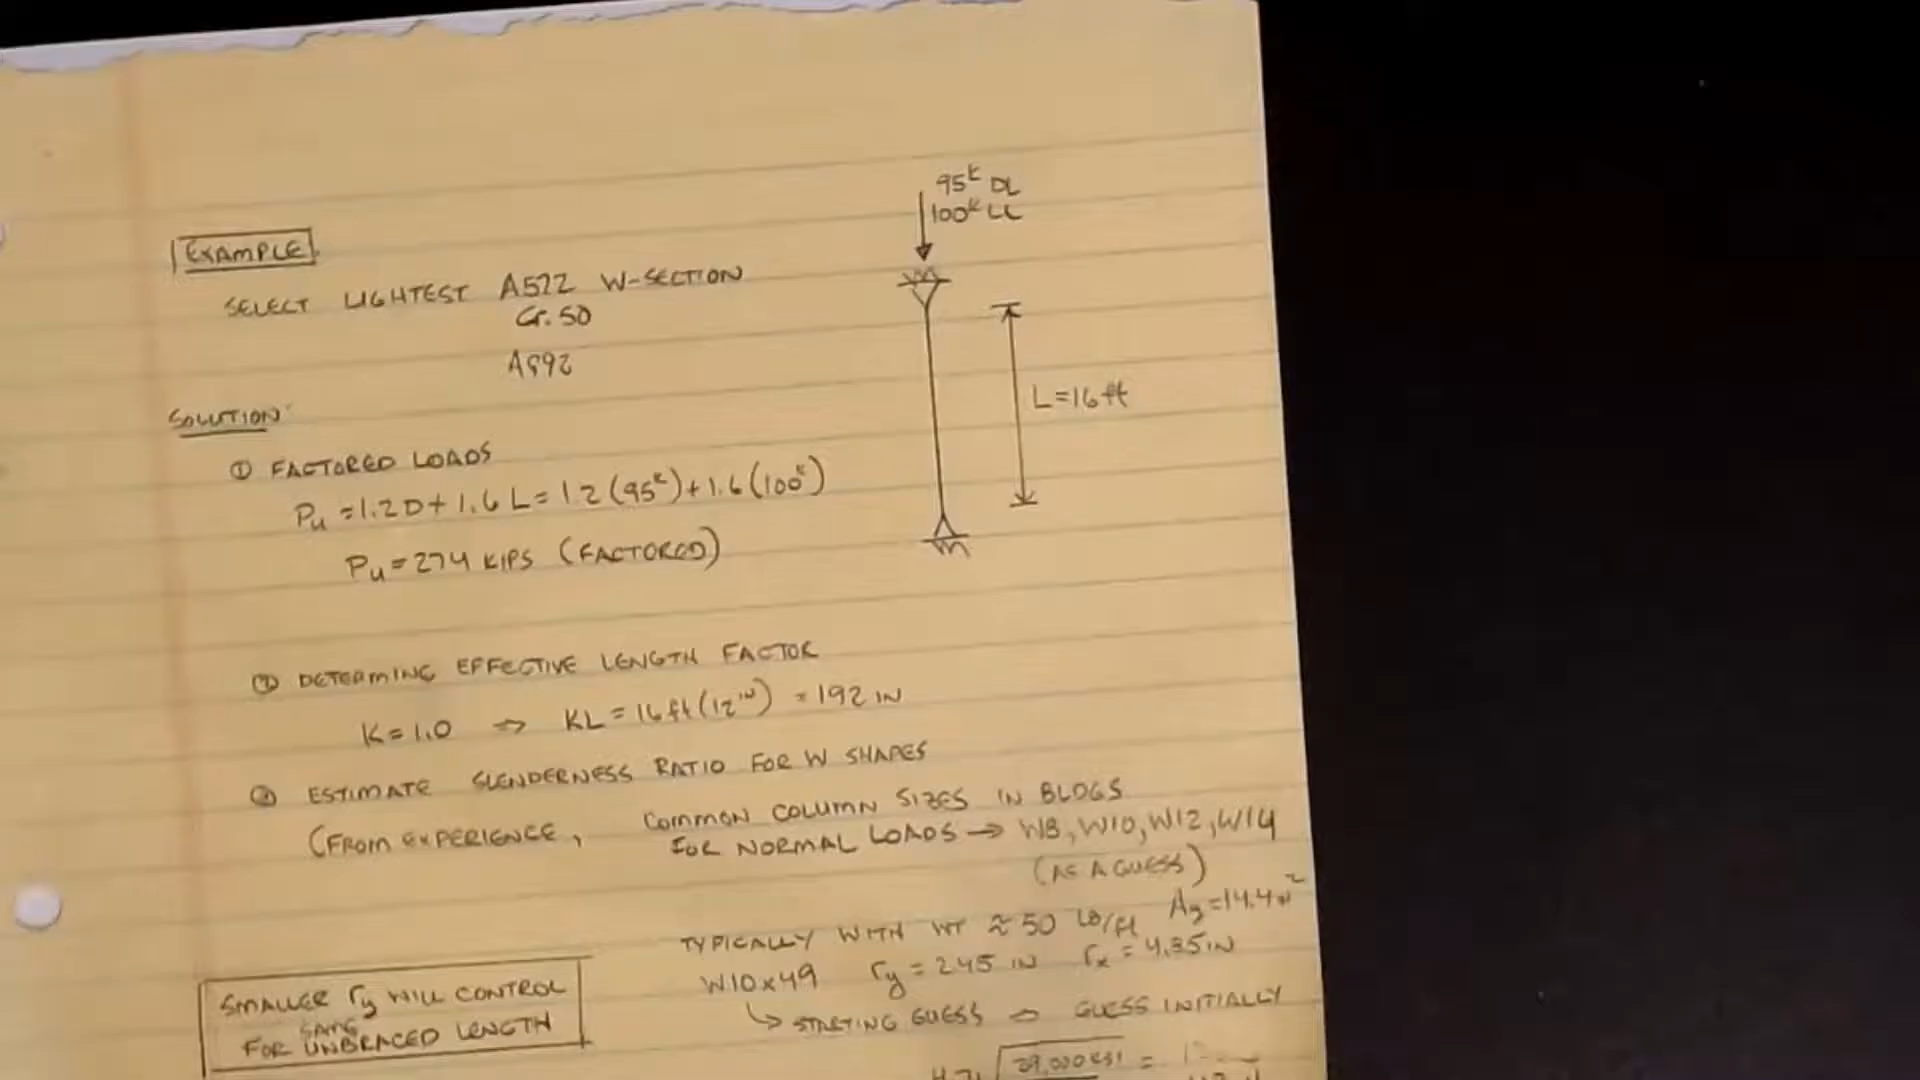 95ᵏ DL
100ᵏ LL
EXAMPLE
SELECT LIGHTEST A572 W-SECTION
Gr. 50
A992
L=16ft
SOLUTION:
① FACTORED LOADS
Pu = 1.2D + 1.6L = 1.2(95ᵏ) + 1.6(100ᵏ)
Pu = 274 KIPS (FACTORED)
DETERMINE EFFECTIVE LENGTH FACTOR
K = 1.0 ⇒ KL = 16ft(12ᴵᴺ) = 192 IN
ESTIMATE SLENDERNESS RATIO FOR W SHAPES
(FROM EXPERIENCE, COMMON COLUMN SIZES IN BLDGS
FOR NORMAL LOADS → W8, W10, W12, W14
(AS A GUESS)
TYPICALLY WITH WT ≈ 50 LB/ft Ag = 14.4 IN²
W10x49 ry = 2.45 IN rx = 4.35 IN
↳ STARTING GUESS ⇒ GUESS INITIALLY
SMALLER ry WILL CONTROL
FOR SAME UNBRACED LENGTH
4.71 √29,000 KSI =